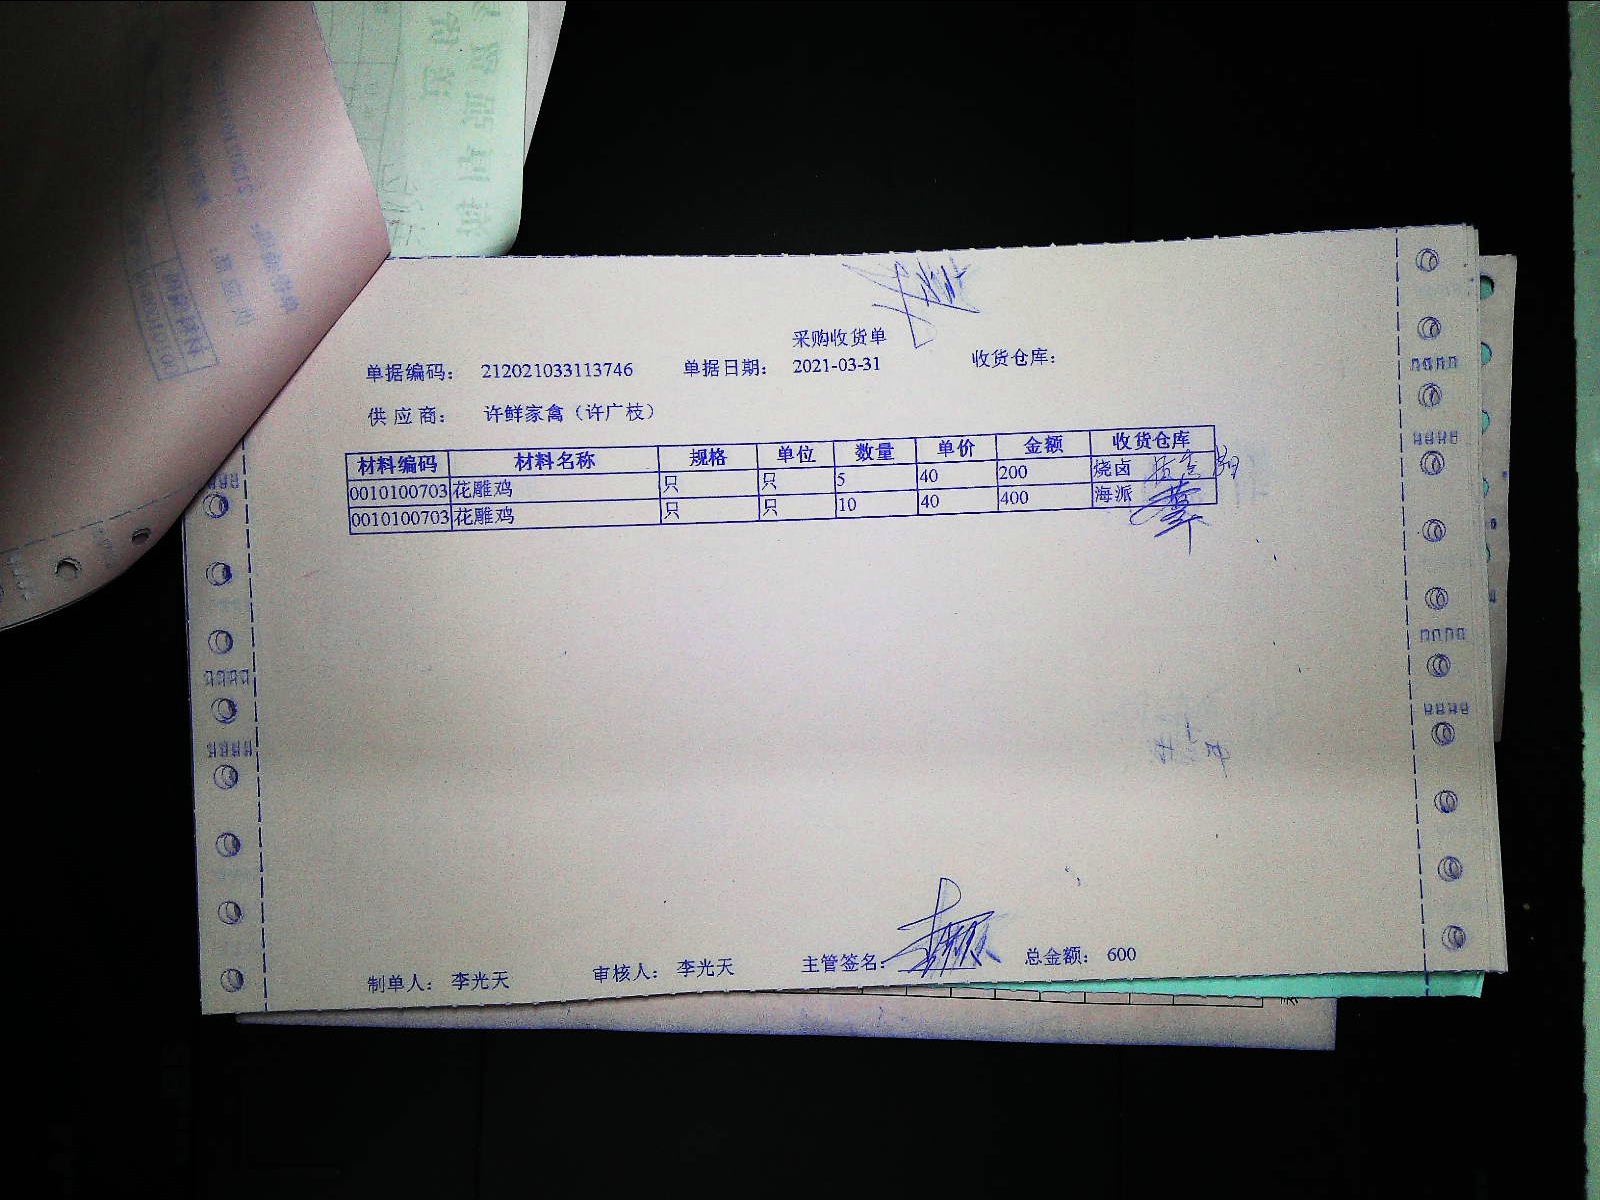 采购收货单
单据编码: 212021033113746 单据日期: 2021-03-31 收货仓库:
供应商: 许鲜家禽（许广枝）
材料编码 材料名称 规格 单位 数量 单价 金额 收货仓库
0010100703 花雕鸡 只 只 5 40 200 烧卤
0010100703 花雕鸡 只 只 10 40 400 海派
制单人: 李光天 审核人: 李光天 主管签名: 总金额: 600